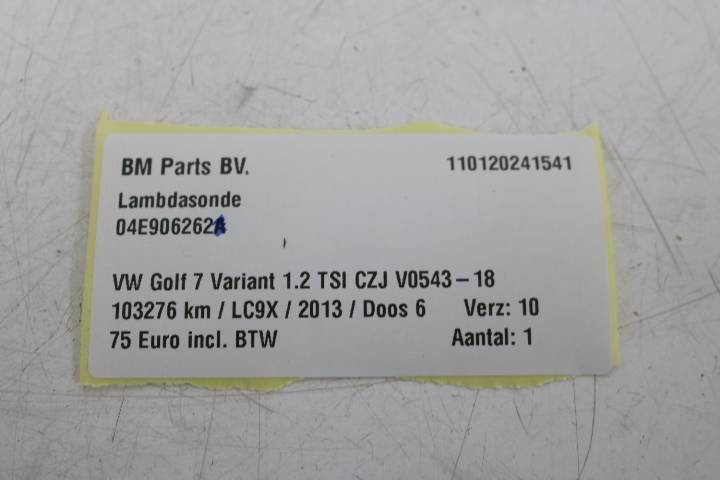 BM Parts BV. 110120241541
Lambdasonde
04E906262A
VW Golf 7 Variant 1.2 TSI CZJ V0543-18
103276 km / LC9X / 2013 / Doos 6 Verz: 10
75 Euro incl. BTW Aantal: 1